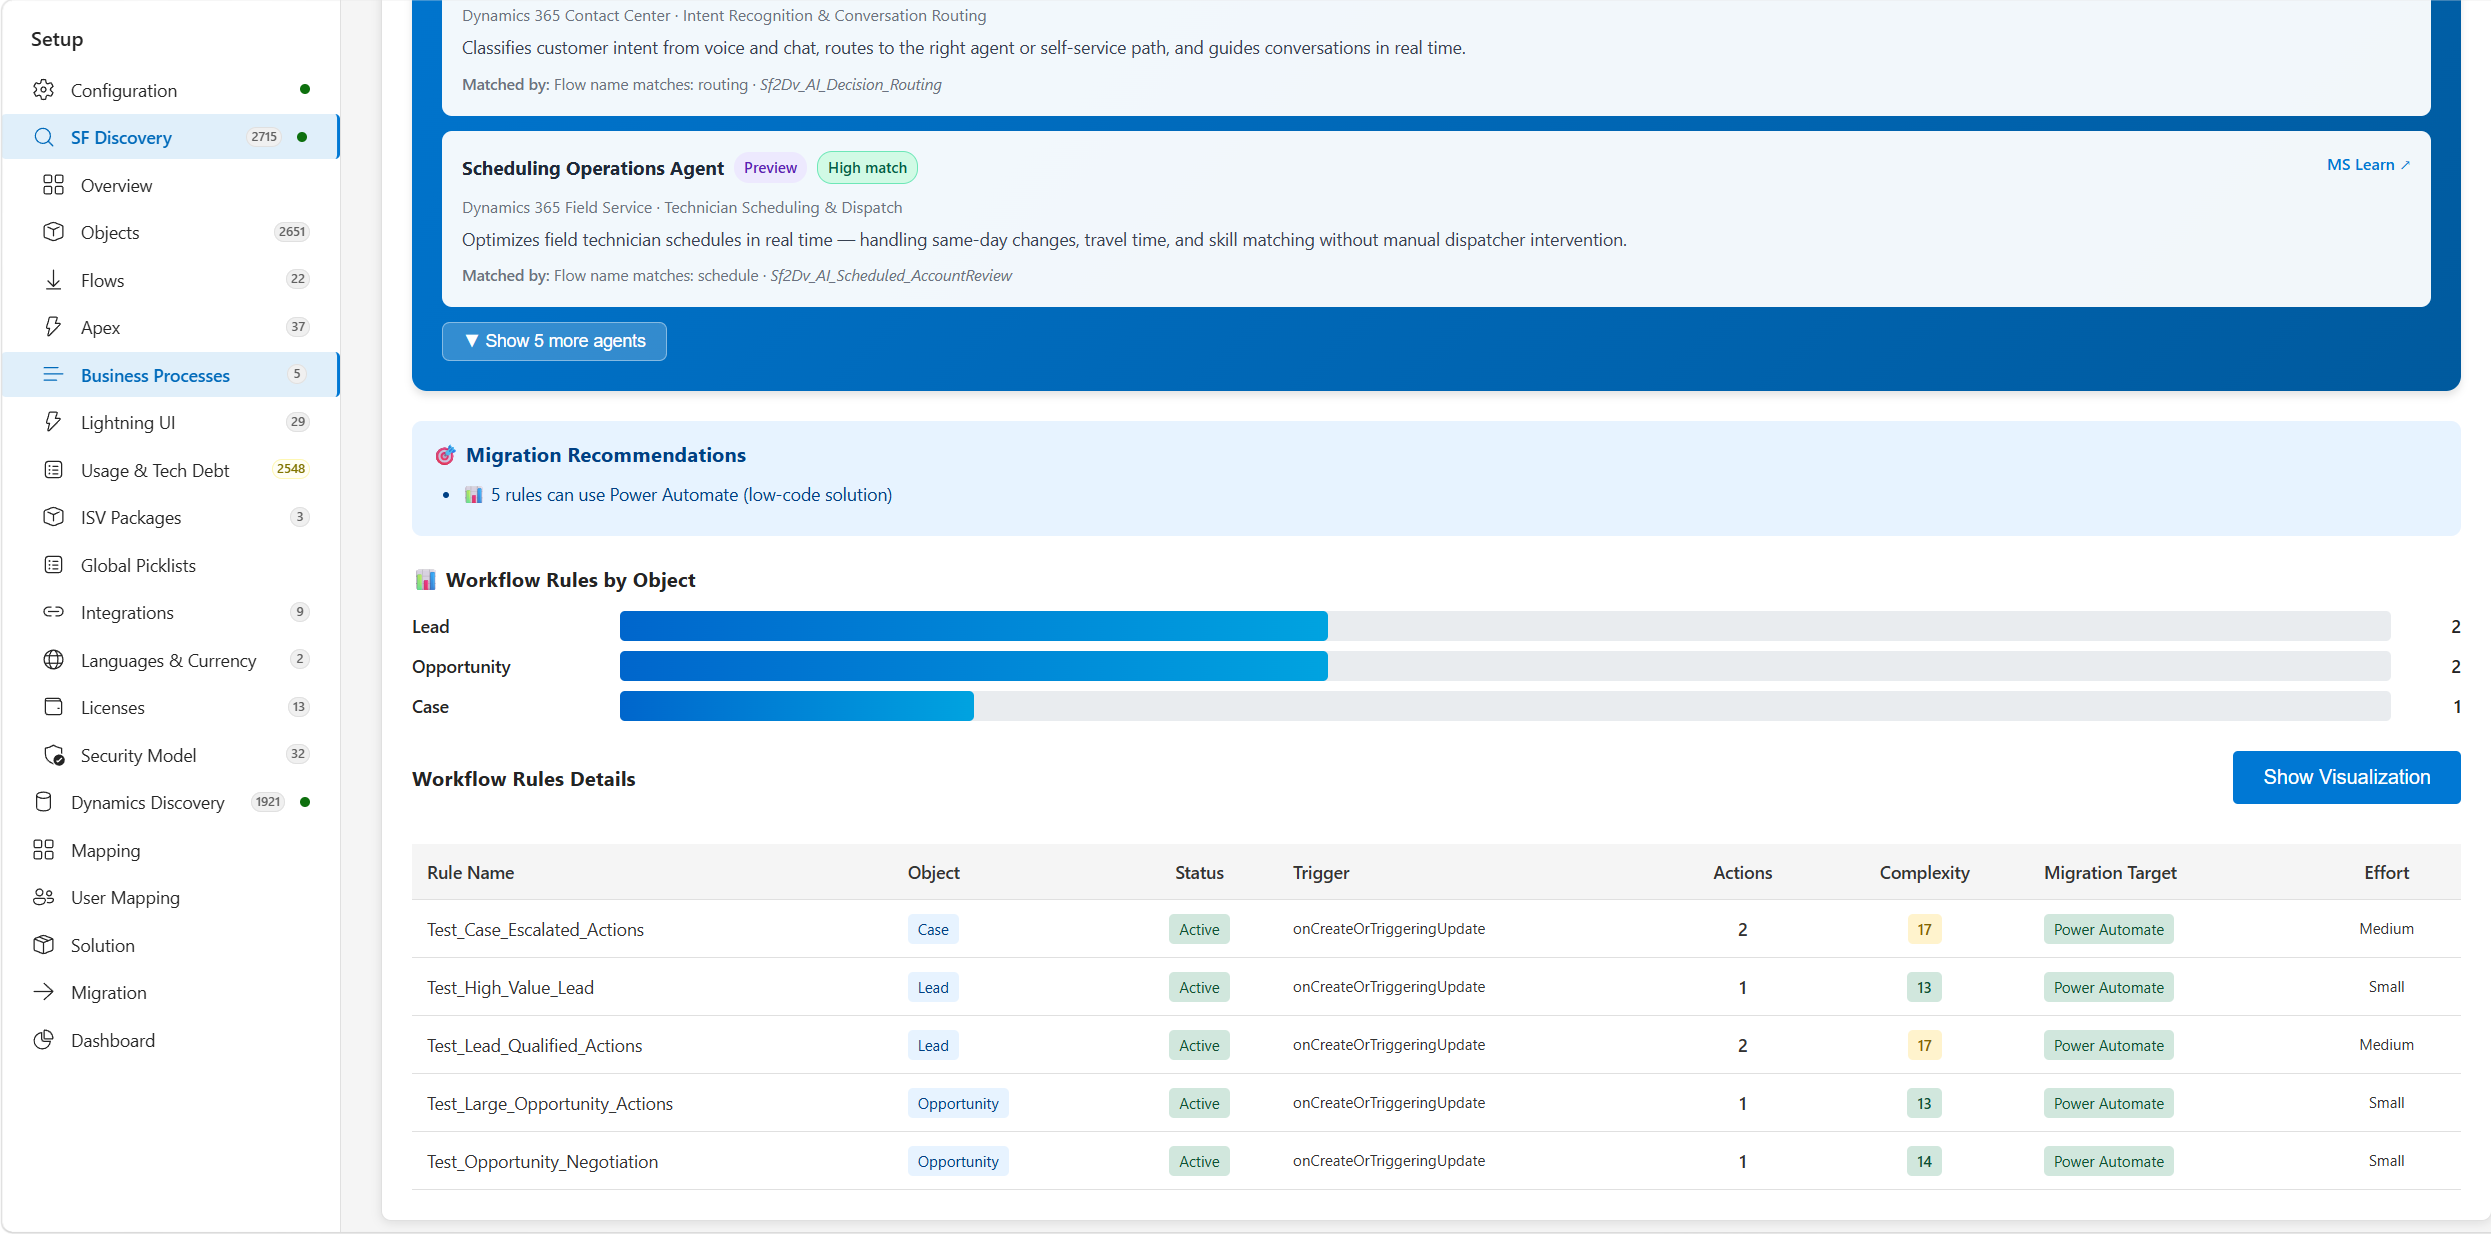 Setup
Configuration
SF Discovery 2715
Overview
Objects 2651
Flows 22
Apex 37
Business Processes 5
Lightning UI 29
Usage & Tech Debt 2548
ISV Packages 3
Global Picklists
Integrations 9
Languages & Currency 2
Licenses 13
Security Model 32
Dynamics Discovery 1921
Mapping
User Mapping
Solution
Migration
Dashboard
Dynamics 365 Contact Center · Intent Recognition & Conversation Routing
Classifies customer intent from voice and chat, routes to the right agent or self-service path, and guides conversations in real time.
Matched by: Flow name matches: routing · Sf2Dv_AI_Decision_Routing
Scheduling Operations Agent Preview High match MS Learn ↗
Dynamics 365 Field Service · Technician Scheduling & Dispatch
Optimizes field technician schedules in real time — handling same-day changes, travel time, and skill matching without manual dispatcher intervention.
Matched by: Flow name matches: schedule · Sf2Dv_AI_Scheduled_AccountReview
▼ Show 5 more agents
🎯 Migration Recommendations
• 📊 5 rules can use Power Automate (low-code solution)
📊 Workflow Rules by Object
Lead 2
Opportunity 2
Case 1
Workflow Rules Details Show Visualization
Rule Name Object Status Trigger Actions Complexity Migration Target Effort
Test_Case_Escalated_Actions Case Active onCreateOrTriggeringUpdate 2 17 Power Automate Medium
Test_High_Value_Lead Lead Active onCreateOrTriggeringUpdate 1 13 Power Automate Small
Test_Lead_Qualified_Actions Lead Active onCreateOrTriggeringUpdate 2 17 Power Automate Medium
Test_Large_Opportunity_Actions Opportunity Active onCreateOrTriggeringUpdate 1 13 Power Automate Small
Test_Opportunity_Negotiation Opportunity Active onCreateOrTriggeringUpdate 1 14 Power Automate Small